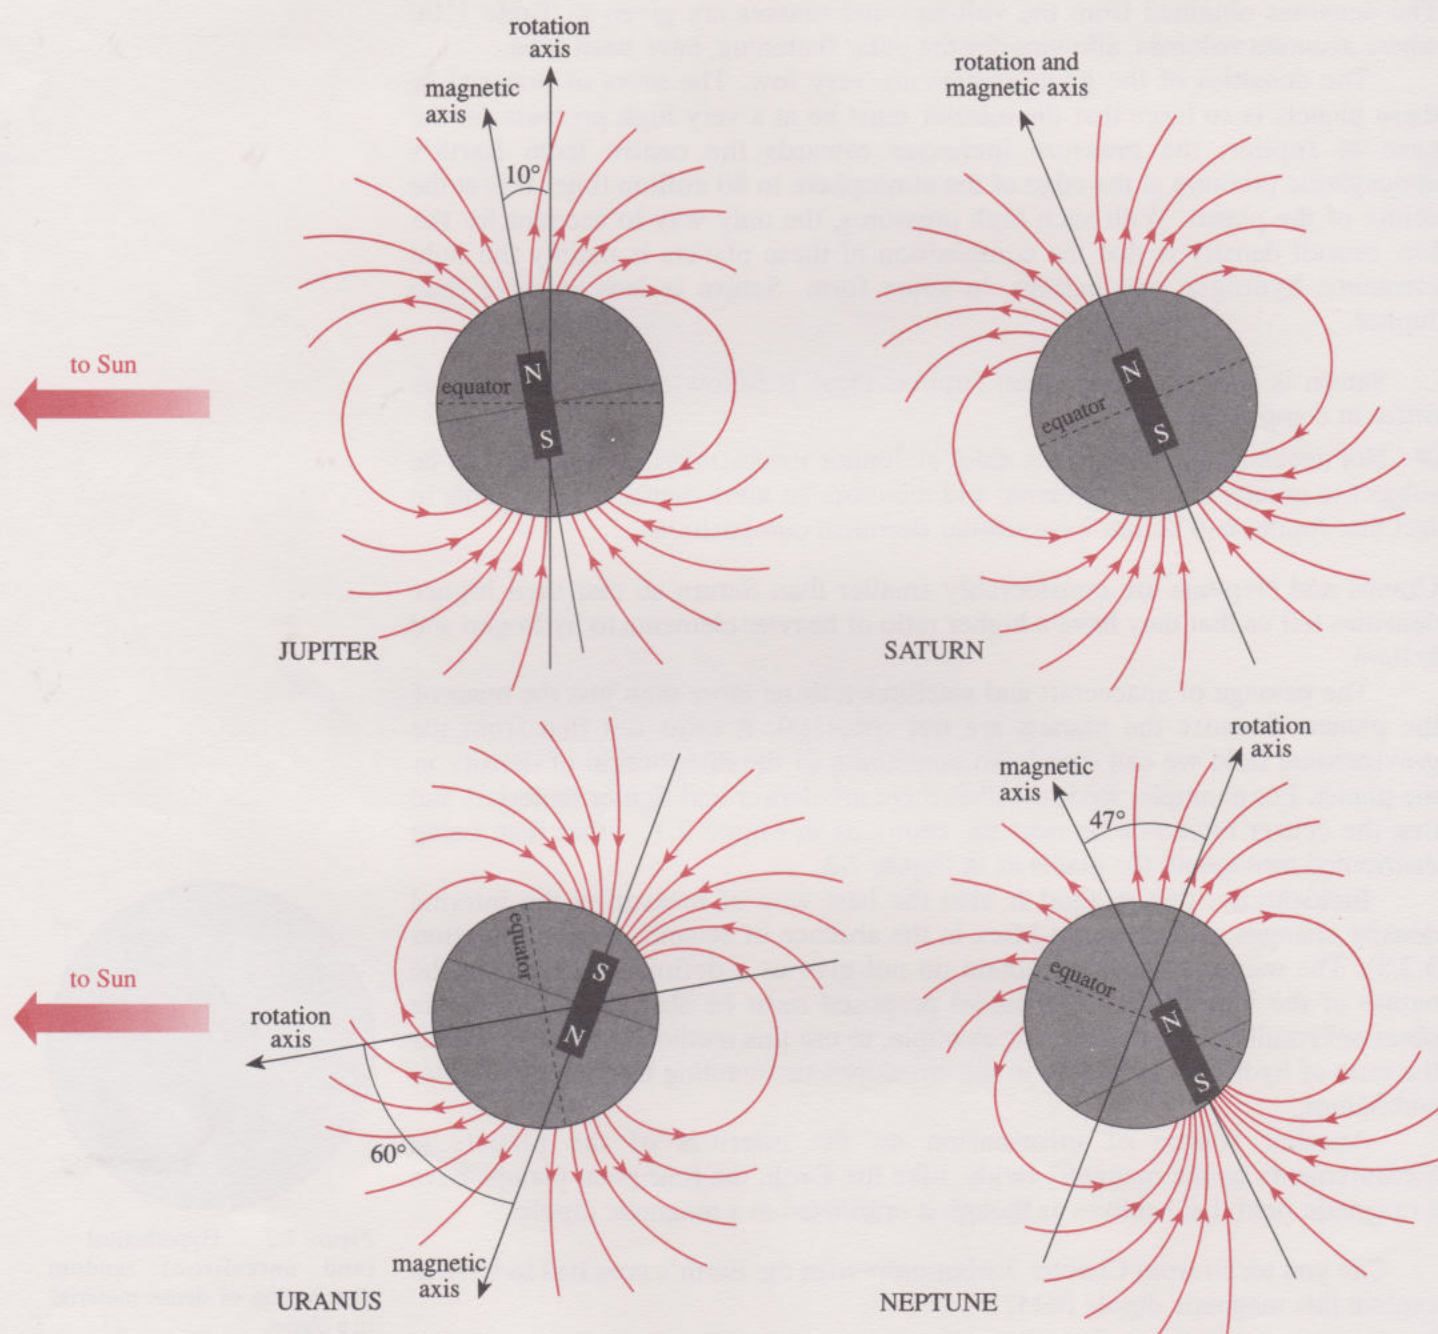 rotation
axis
magnetic
axis
10°
to Sun
equator
N
S
JUPITER
rotation and
magnetic axis
N
equator
S
SATURN
to Sun
equator
S
N
rotation
axis
60°
magnetic
axis
URANUS
rotation
axis
magnetic
axis
47°
equator
N
S
NEPTUNE